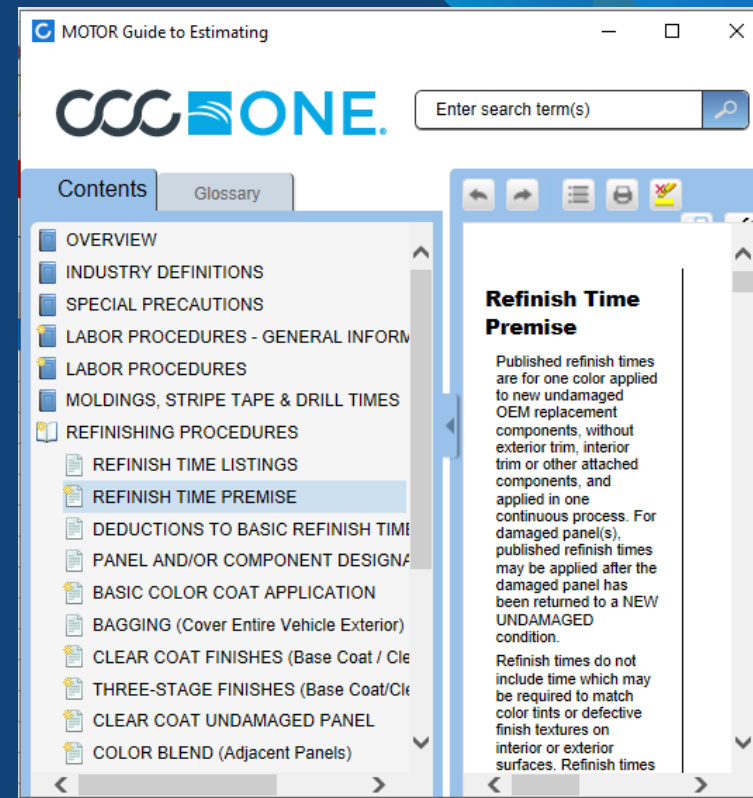 MOTOR Guide to Estimating
CCC ONE.
Enter search term(s)
Contents
Glossary
OVERVIEW
INDUSTRY DEFINITIONS
SPECIAL PRECAUTIONS
LABOR PROCEDURES - GENERAL INFORM
LABOR PROCEDURES
MOLDINGS, STRIPE TAPE & DRILL TIMES
REFINISHING PROCEDURES
REFINISH TIME LISTINGS
REFINISH TIME PREMISE
DEDUCTIONS TO BASIC REFINISH TIME
PANEL AND/OR COMPONENT DESIGNA
BASIC COLOR COAT APPLICATION
BAGGING (Cover Entire Vehicle Exterior)
CLEAR COAT FINISHES (Base Coat / Cle
THREE-STAGE FINISHES (Base Coat/Cle
CLEAR COAT UNDAMAGED PANEL
COLOR BLEND (Adjacent Panels)
Refinish Time
Premise
Published refinish times
are for one color applied
to new undamaged
OEM replacement
components, without
exterior trim, interior
trim or other attached
components, and
applied in one
continuous process. For
damaged panel(s),
published refinish times
may be applied after the
damaged panel has
been returned to a NEW
UNDAMAGED
condition.
Refinish times do not
include time which may
be required to match
color tints or defective
finish textures on
interior or exterior
surfaces. Refinish times